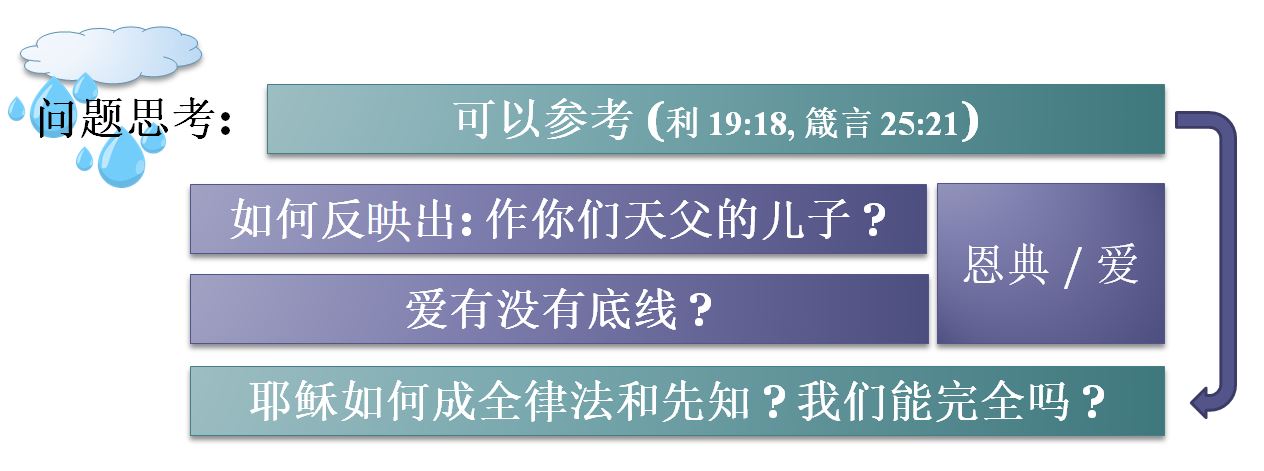 问题思考:
可以参考 (利 19:18, 箴言 25:21)
如何反映出: 作你们天父的儿子?
恩典 / 爱
爱有没有底线?
耶稣如何成全律法和先知?我们能完全吗?